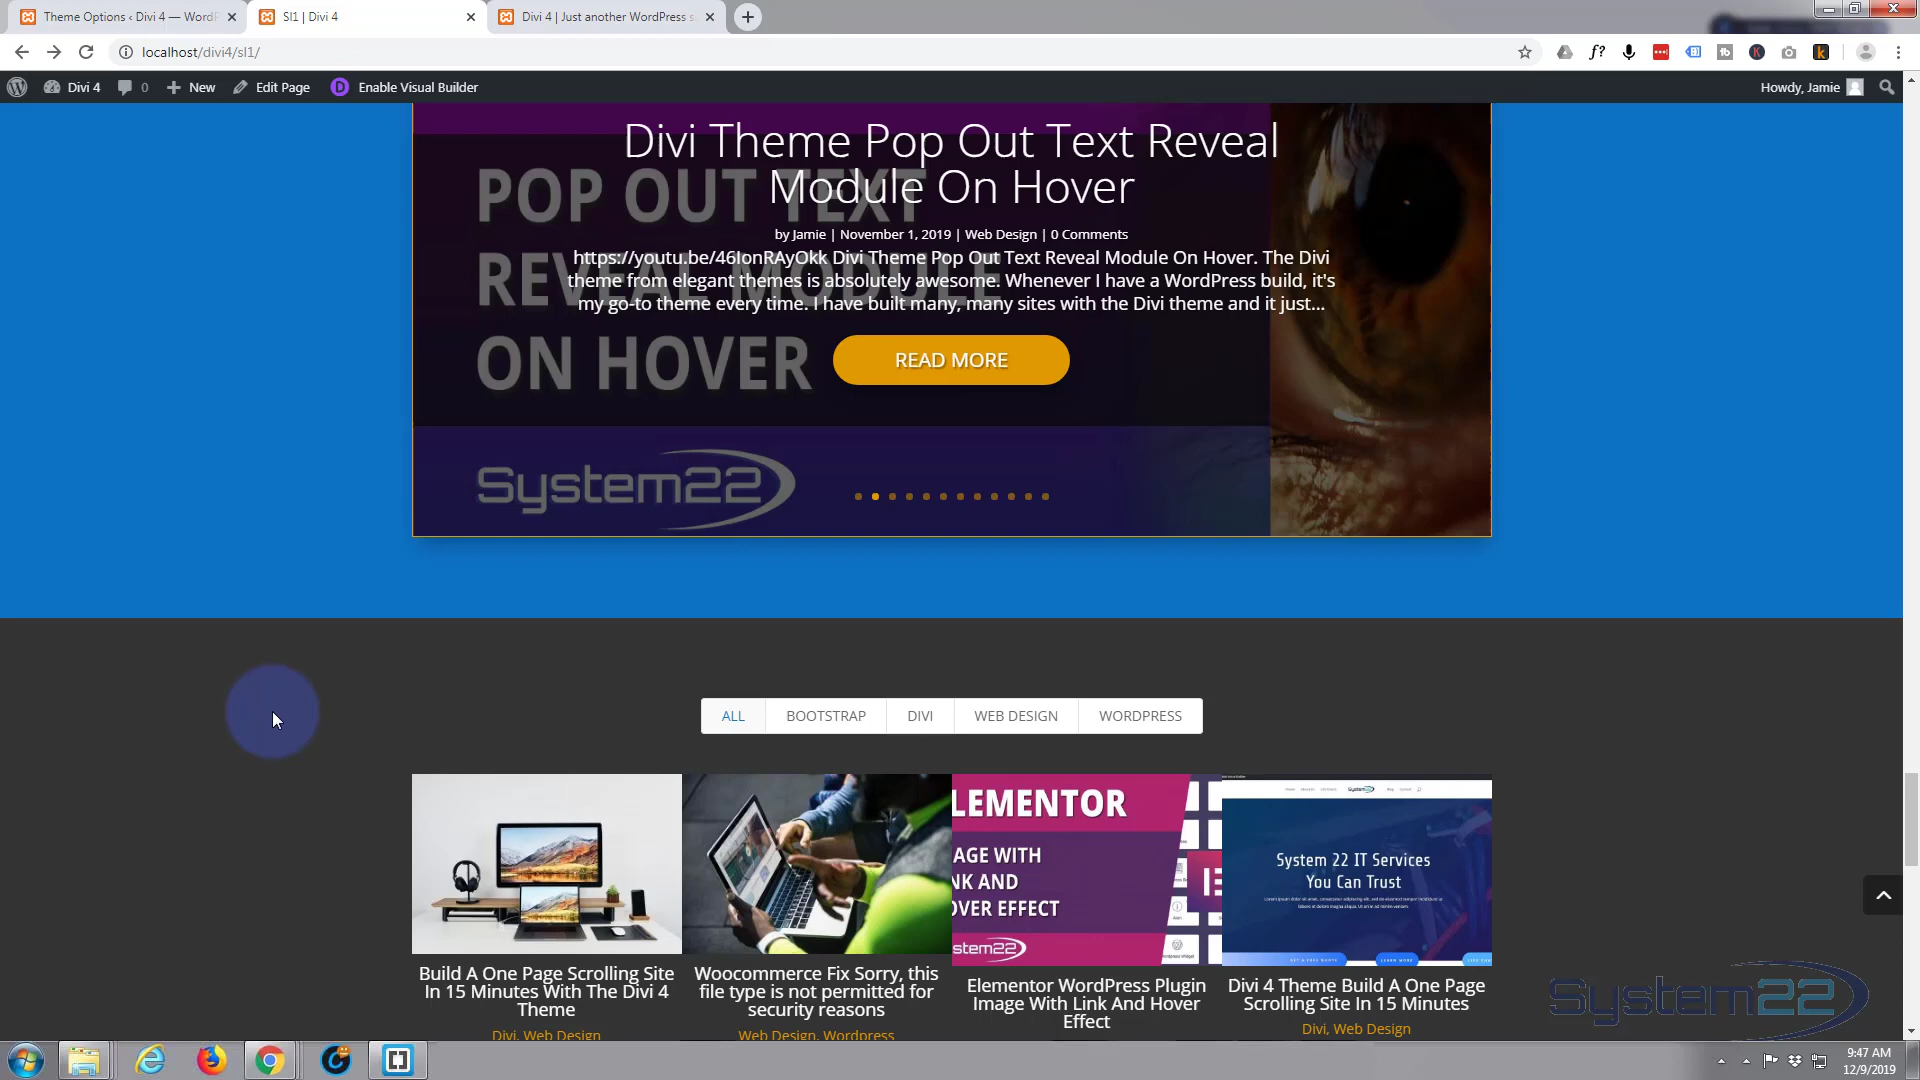 Theme Options ‹ Divi 4 — WordP
Sl1 | Divi 4
Divi 4 | Just another WordPress s
localhost/divi4/sl1/
Divi 4
0
New
Edit Page
Enable Visual Builder
Howdy, Jamie
Divi Theme Pop Out Text Reveal
Module On Hover
POP OUT TEXT
REVEAL MODULE
ON HOVER
by Jamie | November 1, 2019 | Web Design | 0 Comments
https://youtu.be/46IonRAyOkk Divi Theme Pop Out Text Reveal Module On Hover. The Divi
theme from elegant themes is absolutely awesome. Whenever I have a WordPress build, it's
my go-to theme every time. I have built many, many sites with the Divi theme and it just...
READ MORE
System22
ALL
BOOTSTRAP
DIVI
WEB DESIGN
WORDPRESS
LEMENTOR
AGE WITH
NK AND
OVER EFFECT
stem22
System22
System 22 IT Services
You Can Trust
GET A FREE QUOTE
LEARN MORE
Build A One Page Scrolling Site
In 15 Minutes With The Divi 4
Theme
Divi, Web Design
Woocommerce Fix Sorry, this
file type is not permitted for
security reasons
Web Design, Wordpress
Elementor WordPress Plugin
Image With Link And Hover
Effect
Divi 4 Theme Build A One Page
Scrolling Site In 15 Minutes
Divi, Web Design
System22
9:47 AM
12/9/2019